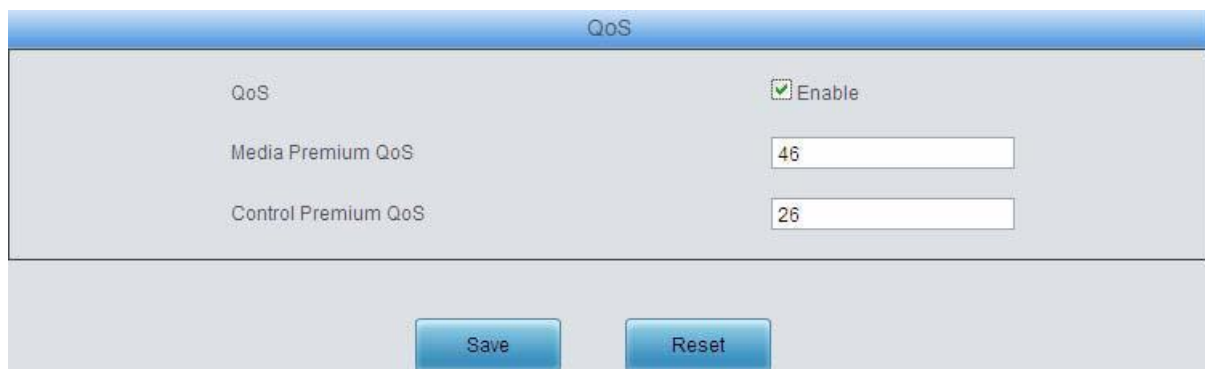 QoS
QoS Enable
Media Premium QoS 46
Control Premium QoS 26
Save Reset